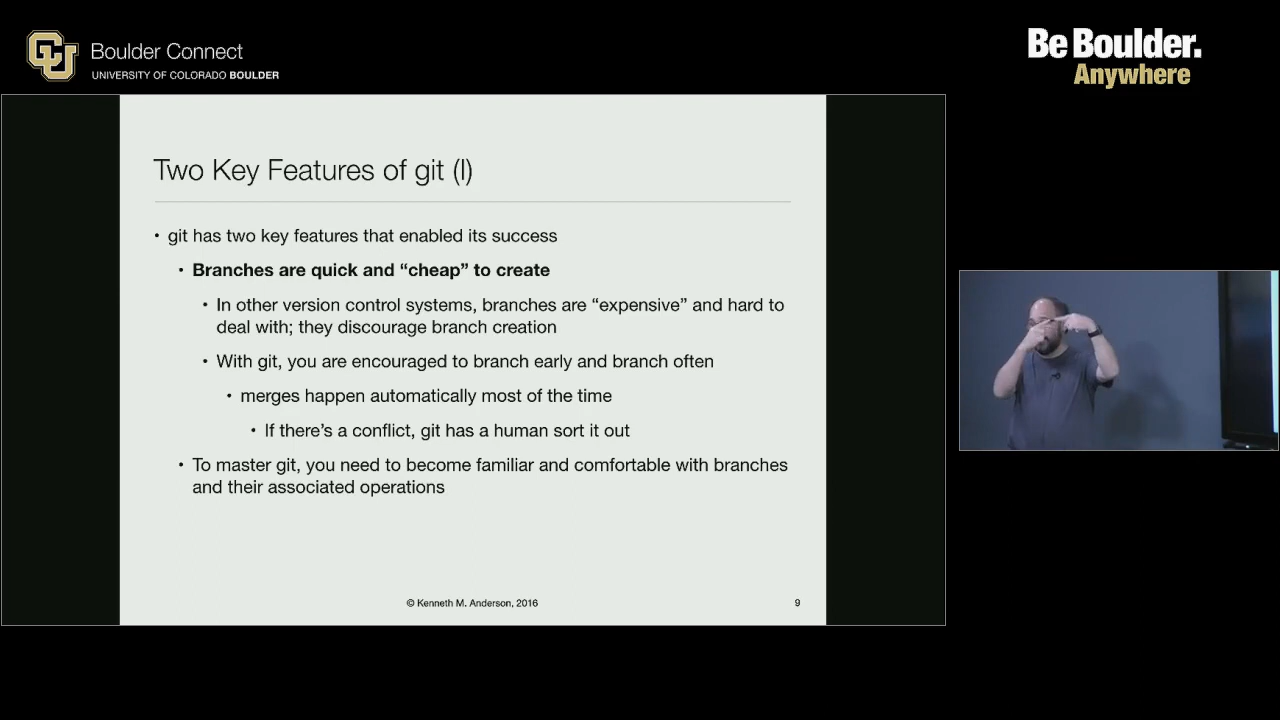 CU
Boulder Connect
UNIVERSITY OF COLORADO BOULDER
Be Boulder.
Anywhere
Two Key Features of git (I)
• git has two key features that enabled its success
• Branches are quick and “cheap” to create
• In other version control systems, branches are “expensive” and hard to
deal with; they discourage branch creation
• With git, you are encouraged to branch early and branch often
• merges happen automatically most of the time
• If there’s a conflict, git has a human sort it out
• To master git, you need to become familiar and comfortable with branches
and their associated operations
© Kenneth M. Anderson, 2016
9